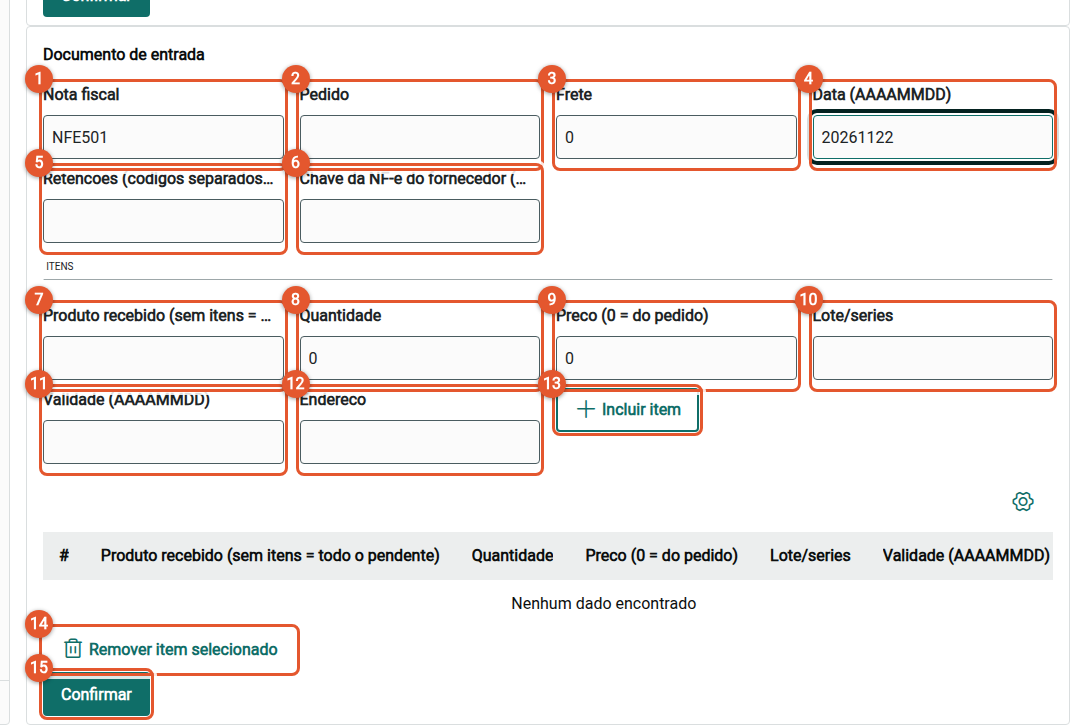 Confirmar
Documento de entrada
1 2 3 4
Nota fiscal Pedido Frete Data (AAAAMMDD)
NFE501 0 20261122
5 6
Retencoes (codigos separados... Chave da NF-e do fornecedor (...
ITENS
7 8 9 10
Produto recebido (sem itens = ... Quantidade Preco (0 = do pedido) Lote/series
0 0
11 12 13
Validade (AAAAMMDD) Endereco
Incluir item
# Produto recebido (sem itens = todo o pendente) Quantidade Preco (0 = do pedido) Lote/series Validade (AAAAMMDD)
Nenhum dado encontrado
14
Remover item selecionado
15
Confirmar